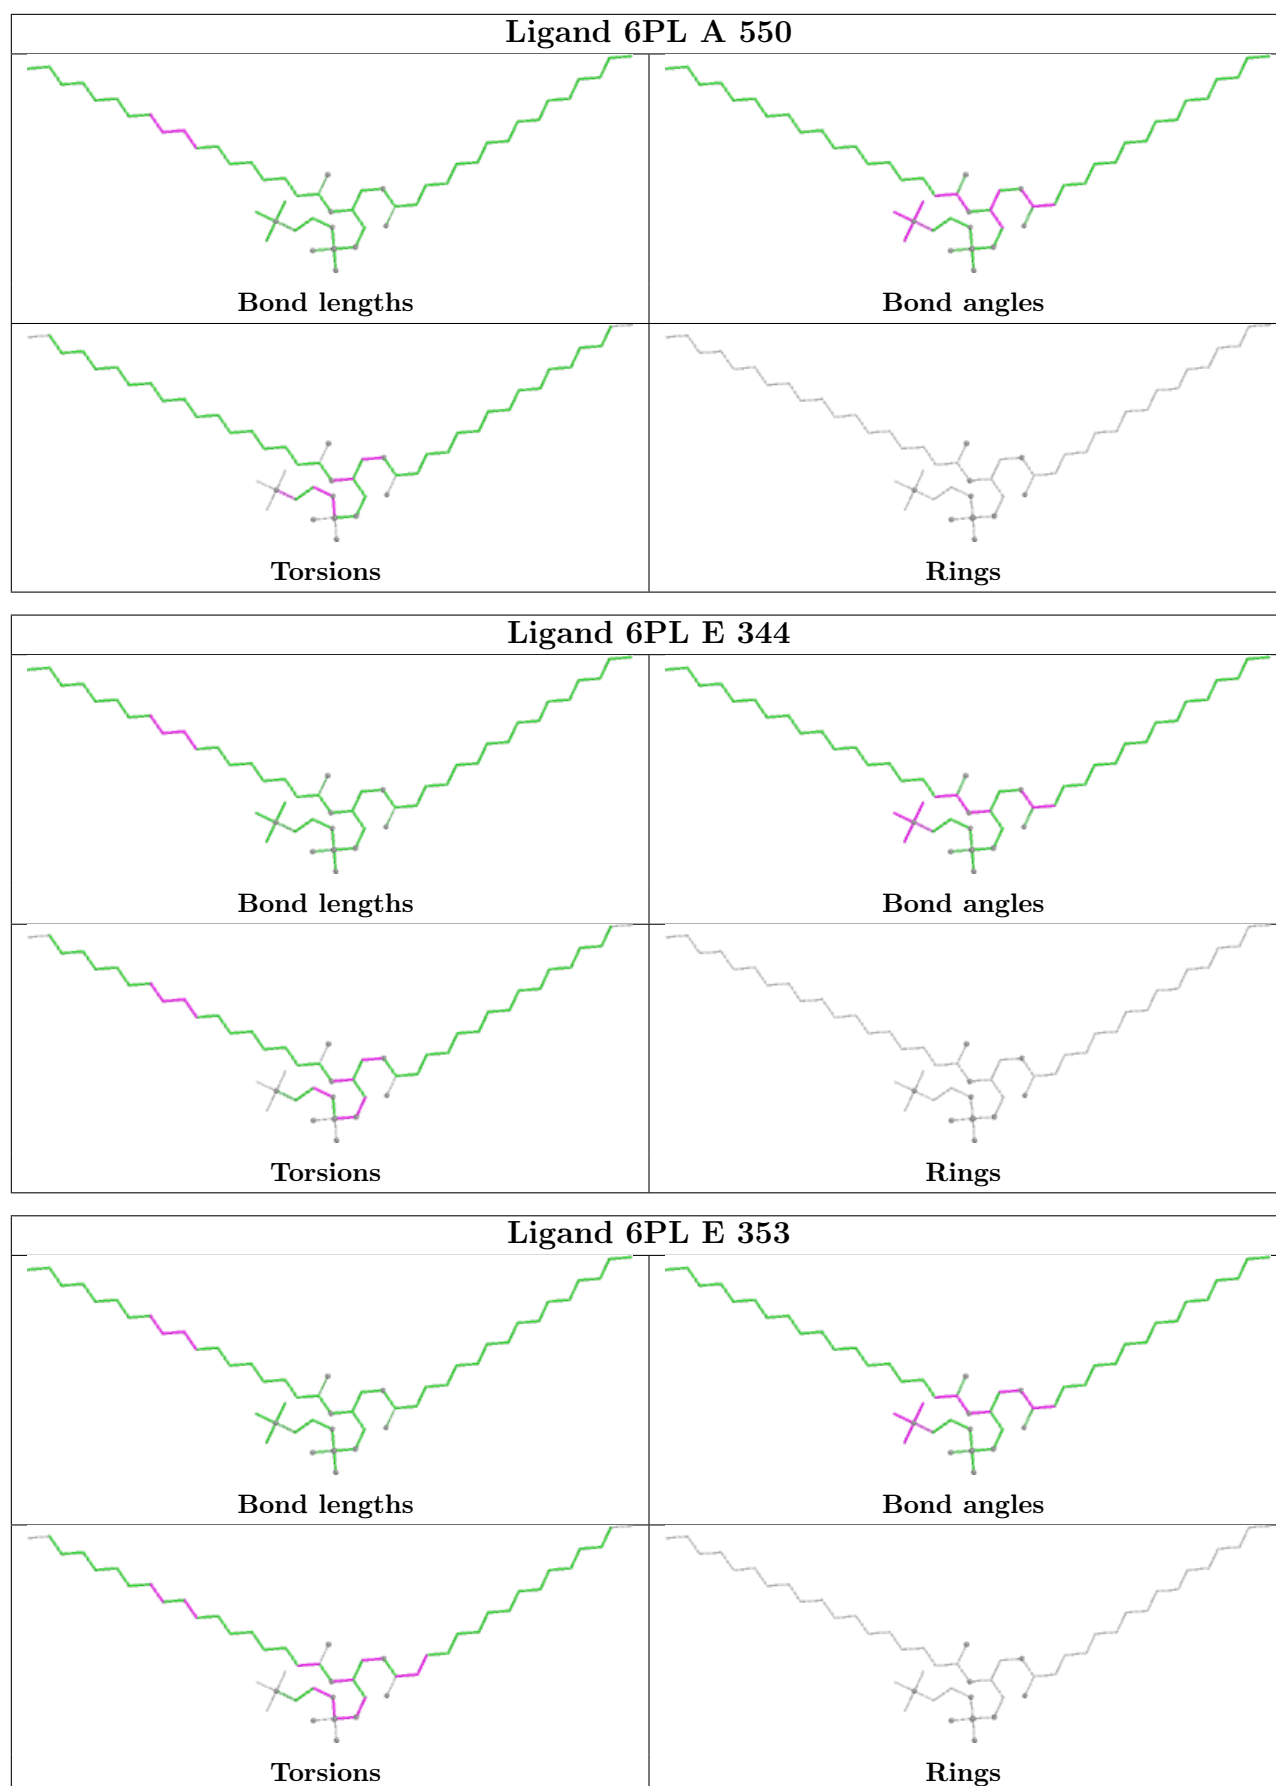 Ligand 6PL A 550
Bond lengths
Bond angles
Torsions
Rings
Ligand 6PL E 344
Bond lengths
Bond angles
Torsions
Rings
Ligand 6PL E 353
Bond lengths
Bond angles
Torsions
Rings